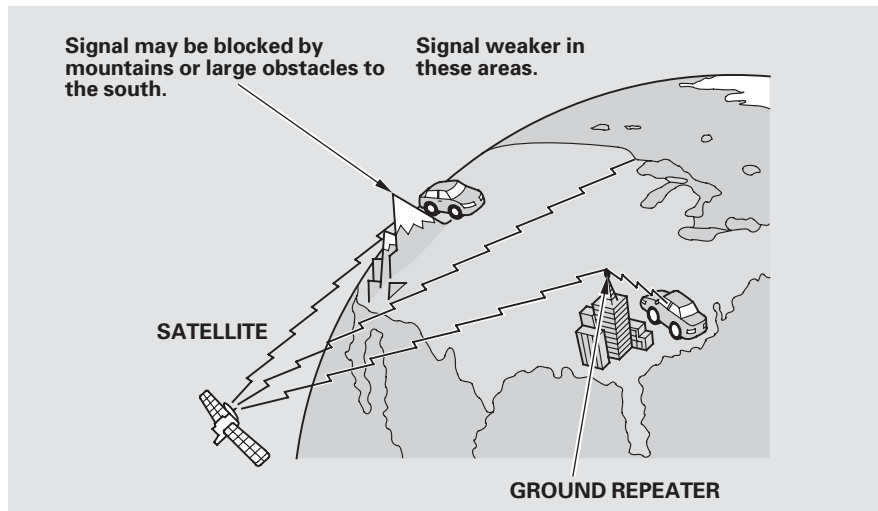 Signal may be blocked by
mountains or large obstacles to
the south.
Signal weaker in
these areas.
SATELLITE
GROUND REPEATER